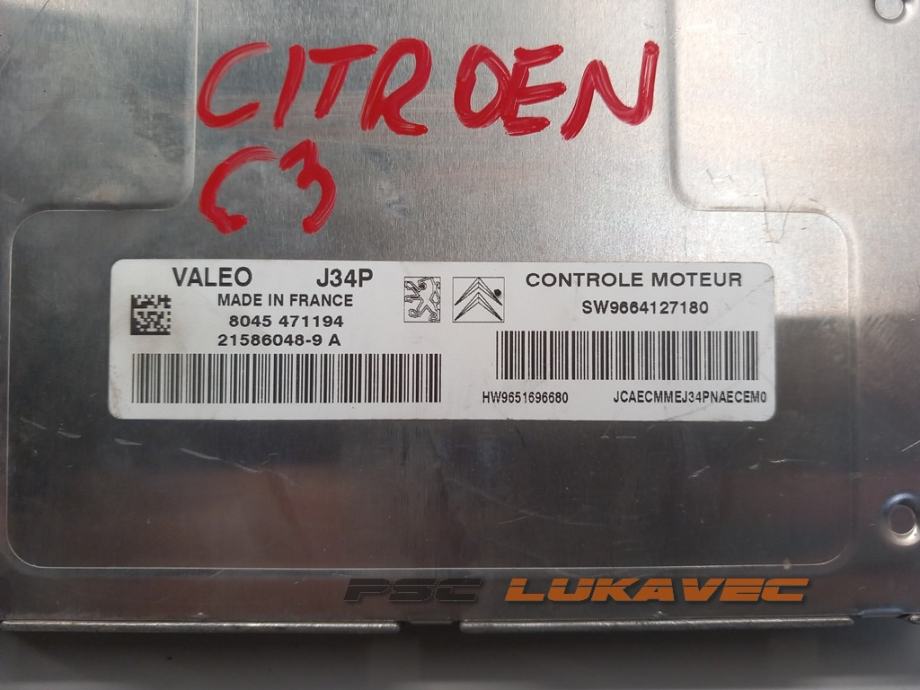 CITROEN
C3
VALEO J34P
MADE IN FRANCE
8045 471194
21586048-9 A
CONTROLE MOTEUR
SW9664127180
HW9651696680 JCAECMMEJ34PNAECEM0
PSC LUKAVEC